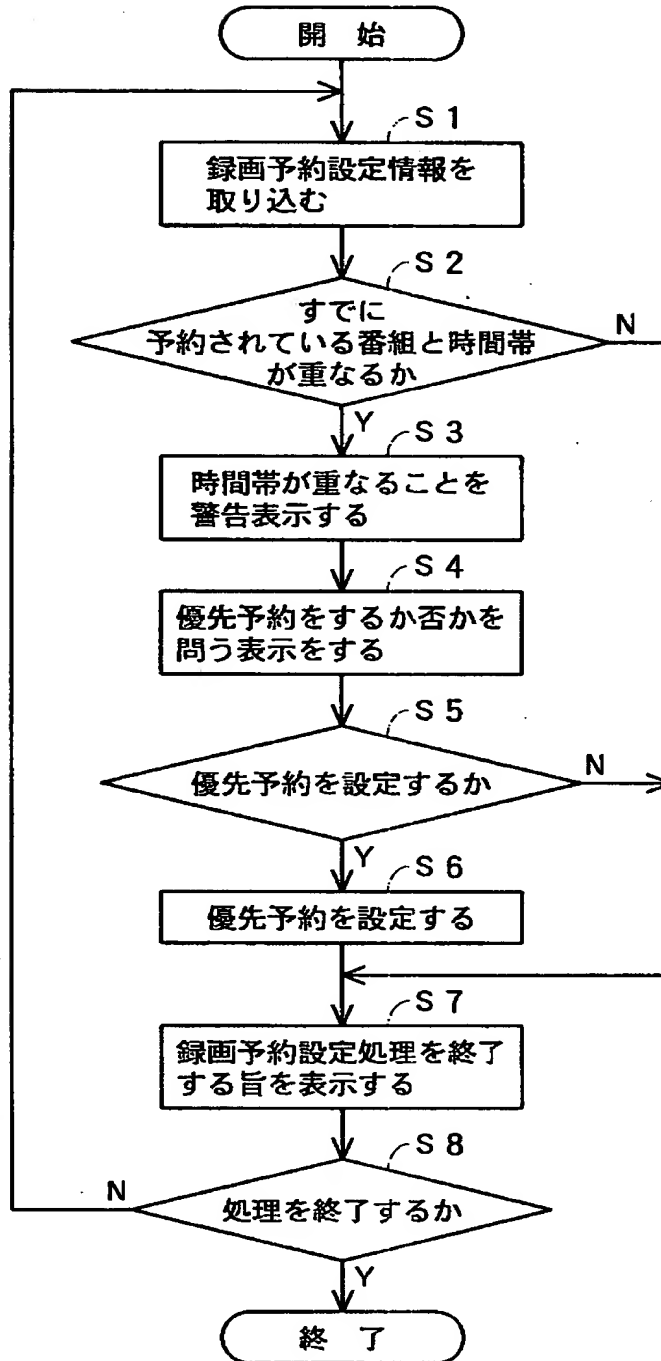 開 始
S 1
録画予約設定情報を
取り込む
S 2
すでに
予約されている番組と時間帯
が重なるか
N
Y
S 3
時間帯が重なることを
警告表示する
S 4
優先予約をするか否かを
問う表示をする
S 5
優先予約を設定するか
N
Y
S 6
優先予約を設定する
S 7
録画予約設定処理を終了
する旨を表示する
S 8
処理を終了するか
N
Y
終 了